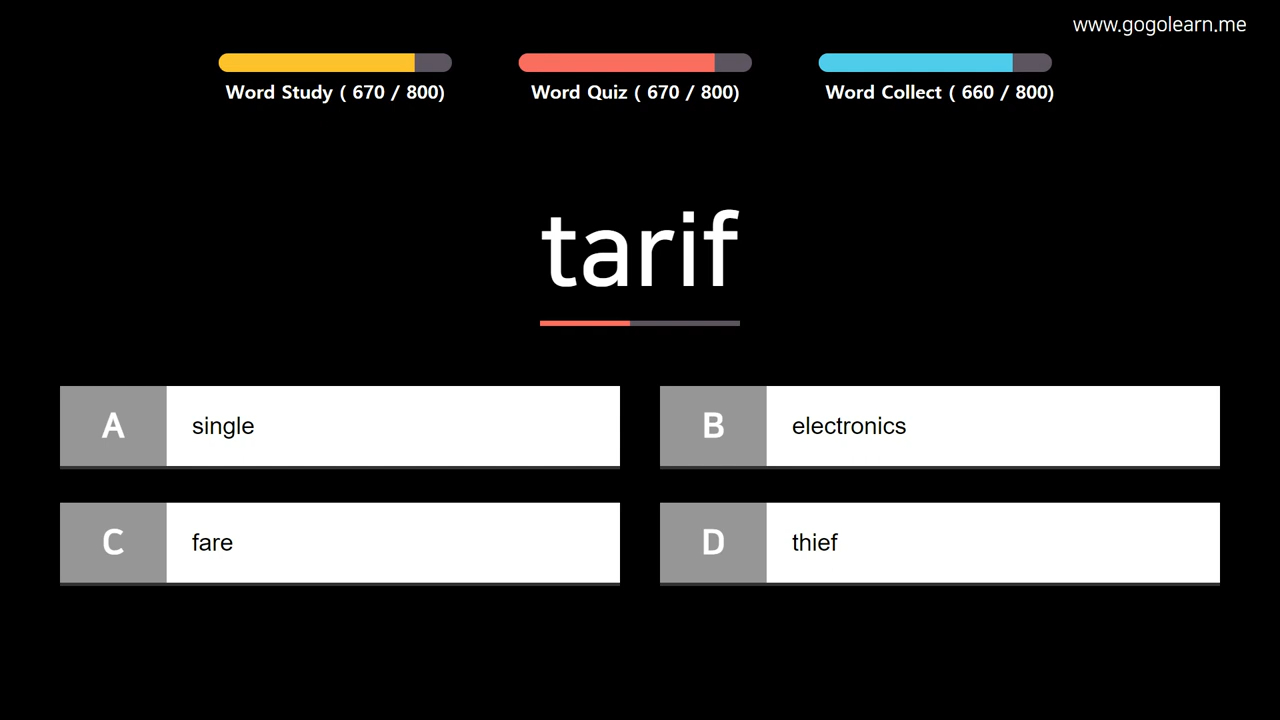 www.gogolearn.me
Word Study ( 670 / 800)
Word Quiz ( 670 / 800)
Word Collect ( 660 / 800)
tarif
A single
B electronics
C fare
D thief